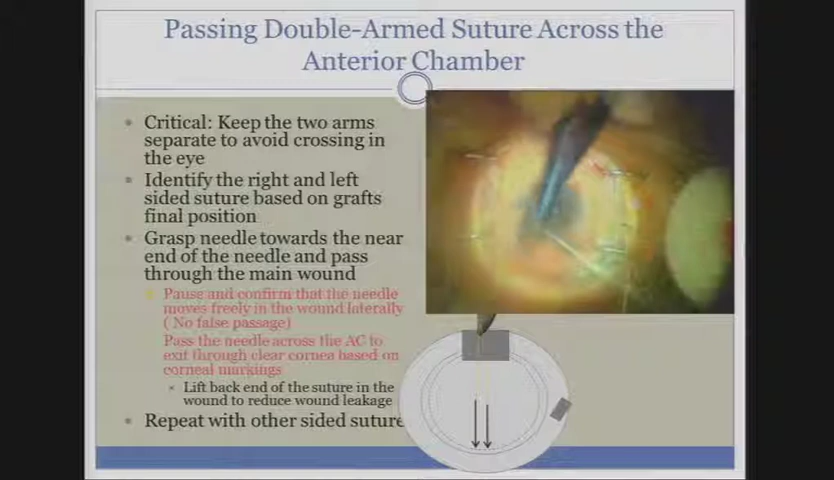 Passing Double-Armed Suture Across the
Anterior Chamber
Critical: Keep the two arms
separate to avoid crossing in
the eye
Identify the right and left
sided suture based on grafts
final position
Grasp needle towards the near
end of the needle and pass
through the main wound
Pause and confirm that the needle
moves freely in the wound laterally
( No false passage)
Pass the needle across the AC to
exit through clear cornea based on
corneal markings
Lift back end of the suture in the
wound to reduce wound leakage
Repeat with other sided suture